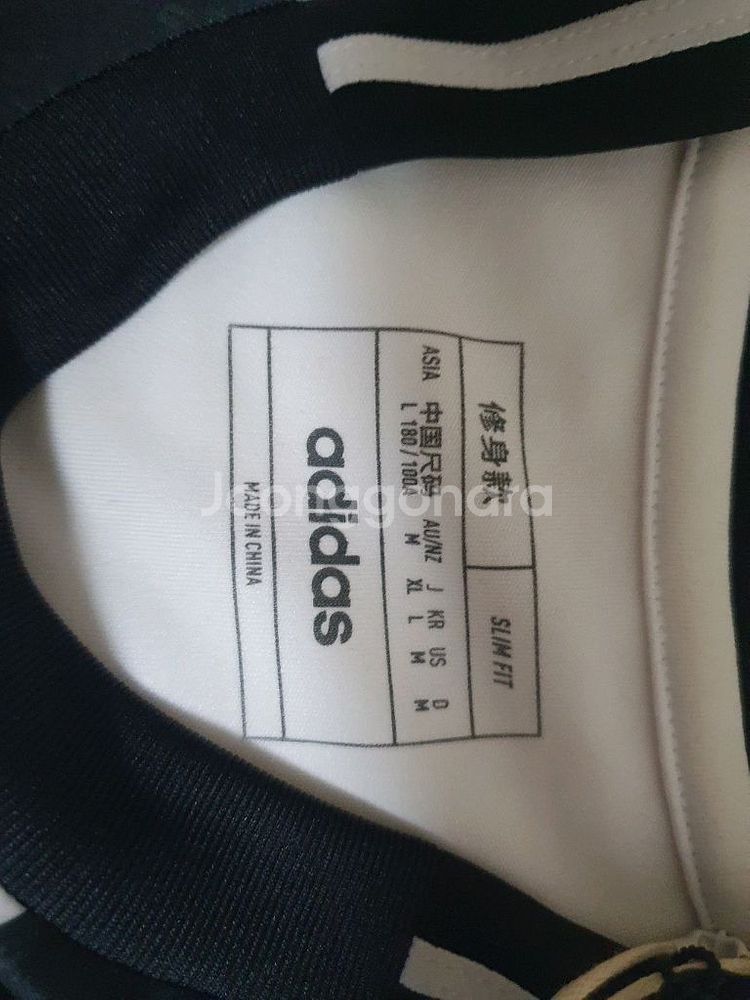 修身款 SLIM FIT
ASIA 中国尺码 AU/NZ J KR US D
L 180/100A M XL L M M
adidas
MADE IN CHINA
Joonggonara